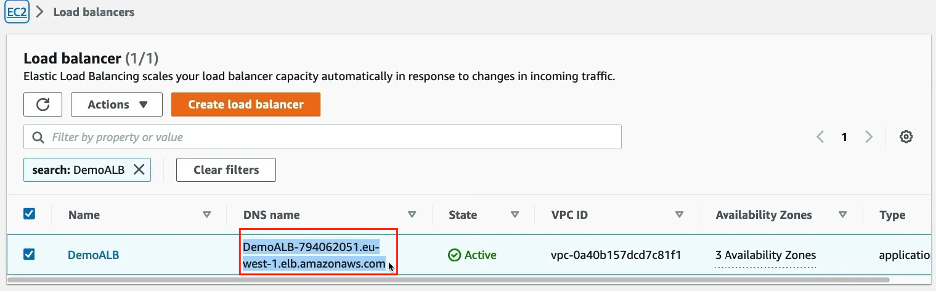 EC2 > Load balancers
Load balancer (1/1)
Elastic Load Balancing scales your load balancer capacity automatically in response to changes in incoming traffic.
Actions Create load balancer
Filter by property or value 1
search: DemoALB Clear filters
Name DNS name State VPC ID Availability Zones Type
DemoALB DemoALB-794062051.eu-
west-1.elb.amazonaws.com Active vpc-0a40b157dcd7c81f1 3 Availability Zones applicatio